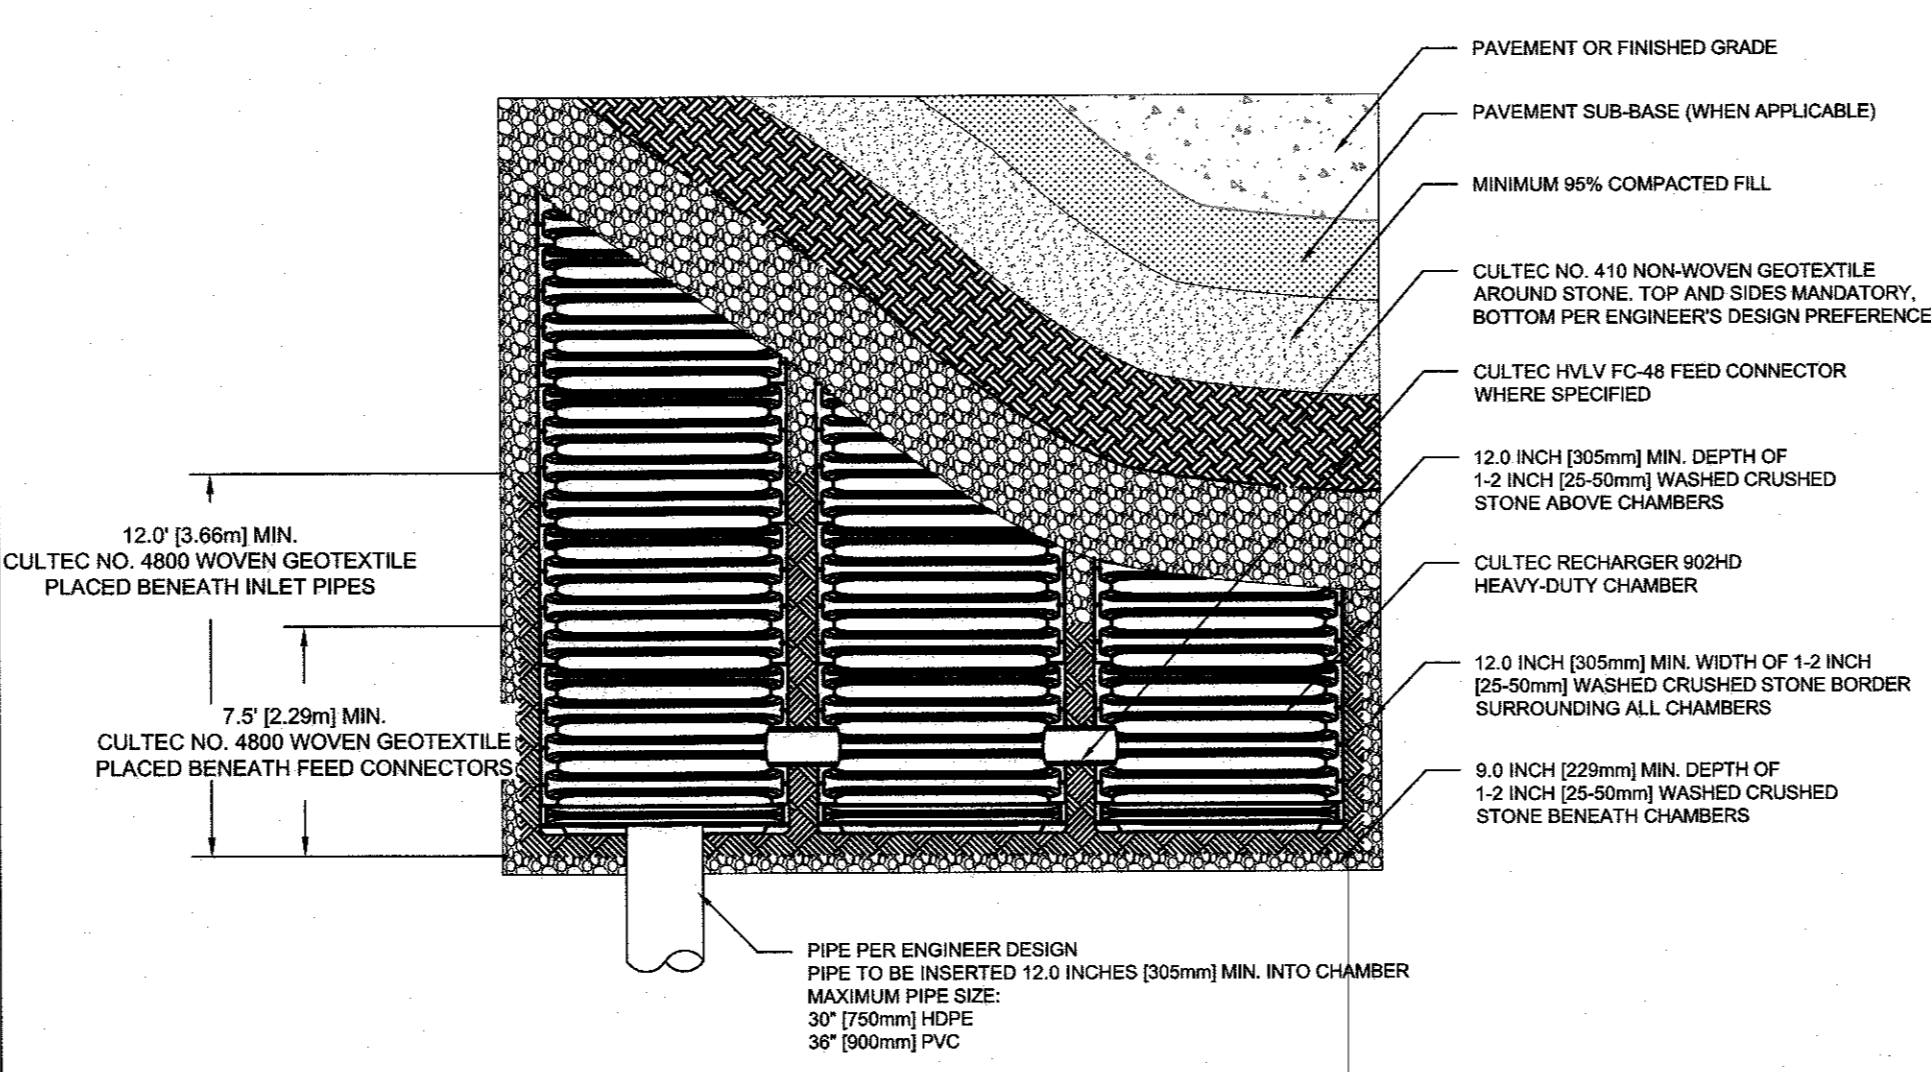 PAVEMENT OR FINISHED GRADE
PAVEMENT SUB-BASE (WHEN APPLICABLE)
MINIMUM 95% COMPACTED FILL
CULTEC NO. 410 NON-WOVEN GEOTEXTILE
AROUND STONE. TOP AND SIDES MANDATORY,
BOTTOM PER ENGINEER'S DESIGN PREFERENCE
CULTEC HVLV FC-48 FEED CONNECTOR
WHERE SPECIFIED
12.0 INCH [305mm] MIN. DEPTH OF
1-2 INCH [25-50mm] WASHED CRUSHED
STONE ABOVE CHAMBERS
CULTEC RECHARGER 902HD
HEAVY-DUTY CHAMBER
12.0 INCH [305mm] MIN. WIDTH OF 1-2 INCH
[25-50mm] WASHED CRUSHED STONE BORDER
SURROUNDING ALL CHAMBERS
9.0 INCH [229mm] MIN. DEPTH OF
1-2 INCH [25-50mm] WASHED CRUSHED
STONE BENEATH CHAMBERS
12.0' [3.66m] MIN.
CULTEC NO. 4800 WOVEN GEOTEXTILE
PLACED BENEATH INLET PIPES
7.5' [2.29m] MIN.
CULTEC NO. 4800 WOVEN GEOTEXTILE
PLACED BENEATH FEED CONNECTORS
PIPE PER ENGINEER DESIGN
PIPE TO BE INSERTED 12.0 INCHES [305mm] MIN. INTO CHAMBER
MAXIMUM PIPE SIZE:
30" [750mm] HDPE
36" [900mm] PVC